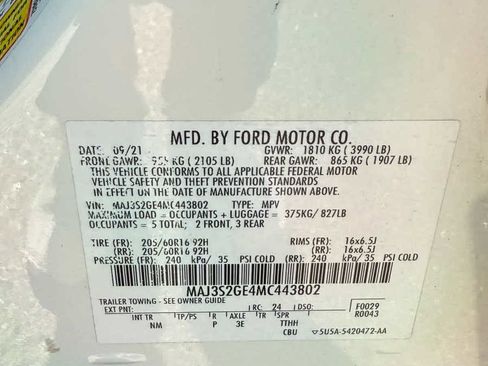 MFD. BY FORD MOTOR CO.
DATE: 09/21 GVWR: 1810 KG ( 3990 LB)
FRONT GAWR: 955 KG ( 2105 LB) REAR GAWR: 865 KG ( 1907 LB)
THIS VEHICLE CONFORMS TO ALL APPLICABLE FEDERAL MOTOR
VEHICLE SAFETY AND THEFT PREVENTION STANDARDS
IN EFFECT ON THE DATE OF MANUFACTURE SHOWN ABOVE.
VIN: MAJ3S2GE4MC443802 TYPE: MPV
MAXIMUM LOAD = OCCUPANTS + LUGGAGE = 375KG/ 827LB
OCCUPANTS = 5 TOTAL; 2 FRONT, 3 REAR
TIRE (FR): 205/60R16 92H RIMS (FR): 16x6.5J
(RR): 205/60R16 92H (RR): 16x6.5J
PRESSURE (FR): 240 kPa/ 35 PSI COLD (RR): 240 kPa/ 35 PSI COLD
MAJ3S2GE4MC443802
TRAILER TOWING - SEE OWNER GUIDE
EXT PNT: RC: 24 DSO: F0029
R0043
INT TR TP/PS R AXLE TR SPR
NM P 3E TTHH
CBU 5U5A-5420472-AA